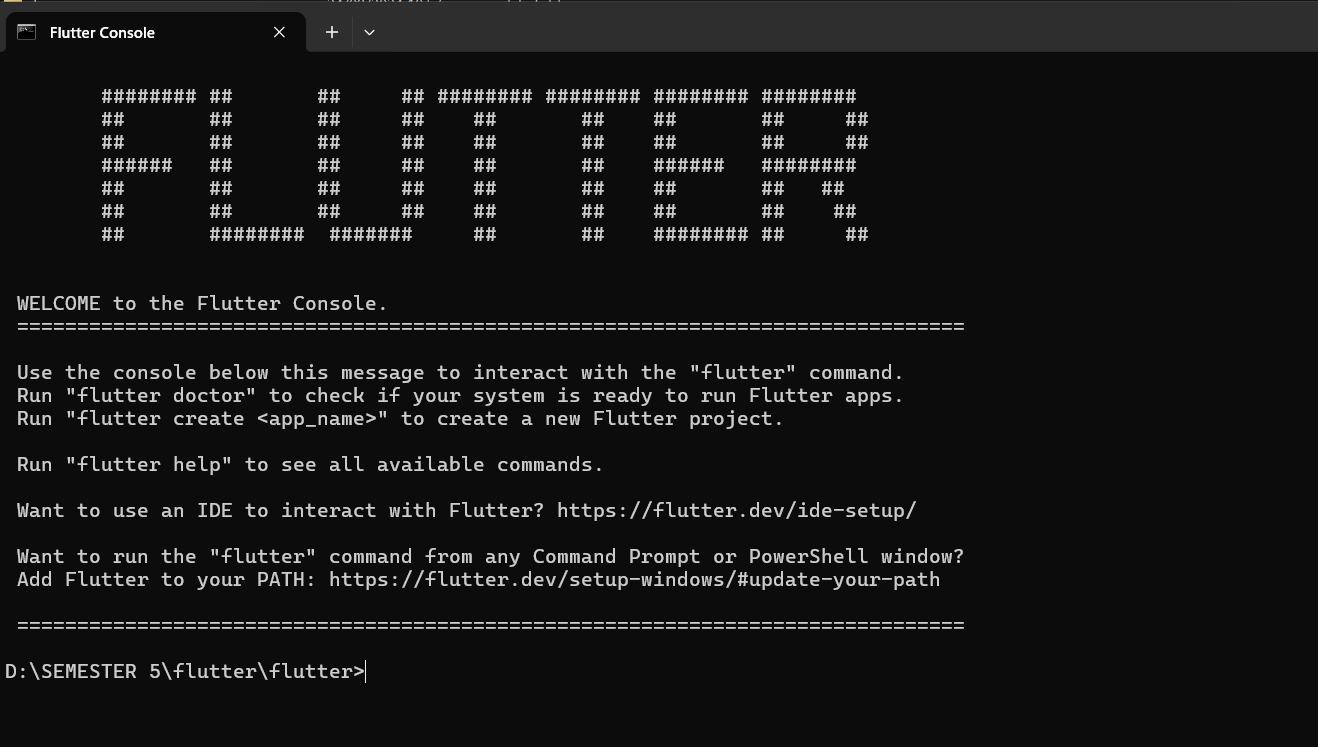 Flutter Console
######## ##       ##     ## ######## ######## ######## ########
##       ##       ##     ##    ##       ##    ##       ##     ##
##       ##       ##     ##    ##       ##    ##       ##     ##
######   ##       ##     ##    ##       ##    ######   ########
##       ##       ##     ##    ##       ##    ##       ##   ##
##       ##       ##     ##    ##       ##    ##       ##    ##
##       ########  #######     ##       ##    ######## ##     ##
WELCOME to the Flutter Console.
===============================================================================
Use the console below this message to interact with the "flutter" command.
Run "flutter doctor" to check if your system is ready to run Flutter apps.
Run "flutter create <app_name>" to create a new Flutter project.
Run "flutter help" to see all available commands.
Want to use an IDE to interact with Flutter? https://flutter.dev/ide-setup/
Want to run the "flutter" command from any Command Prompt or PowerShell window?
Add Flutter to your PATH: https://flutter.dev/setup-windows/#update-your-path
===============================================================================
D:\SEMESTER 5\flutter\flutter>